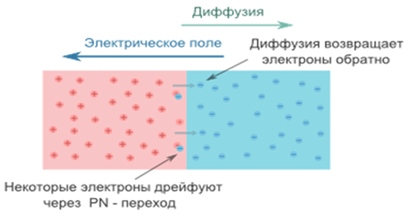 Диффузия
Электрическое поле
Диффузия возвращает
электроны обратно
Некоторые электроны дрейфуют
через PN - переход